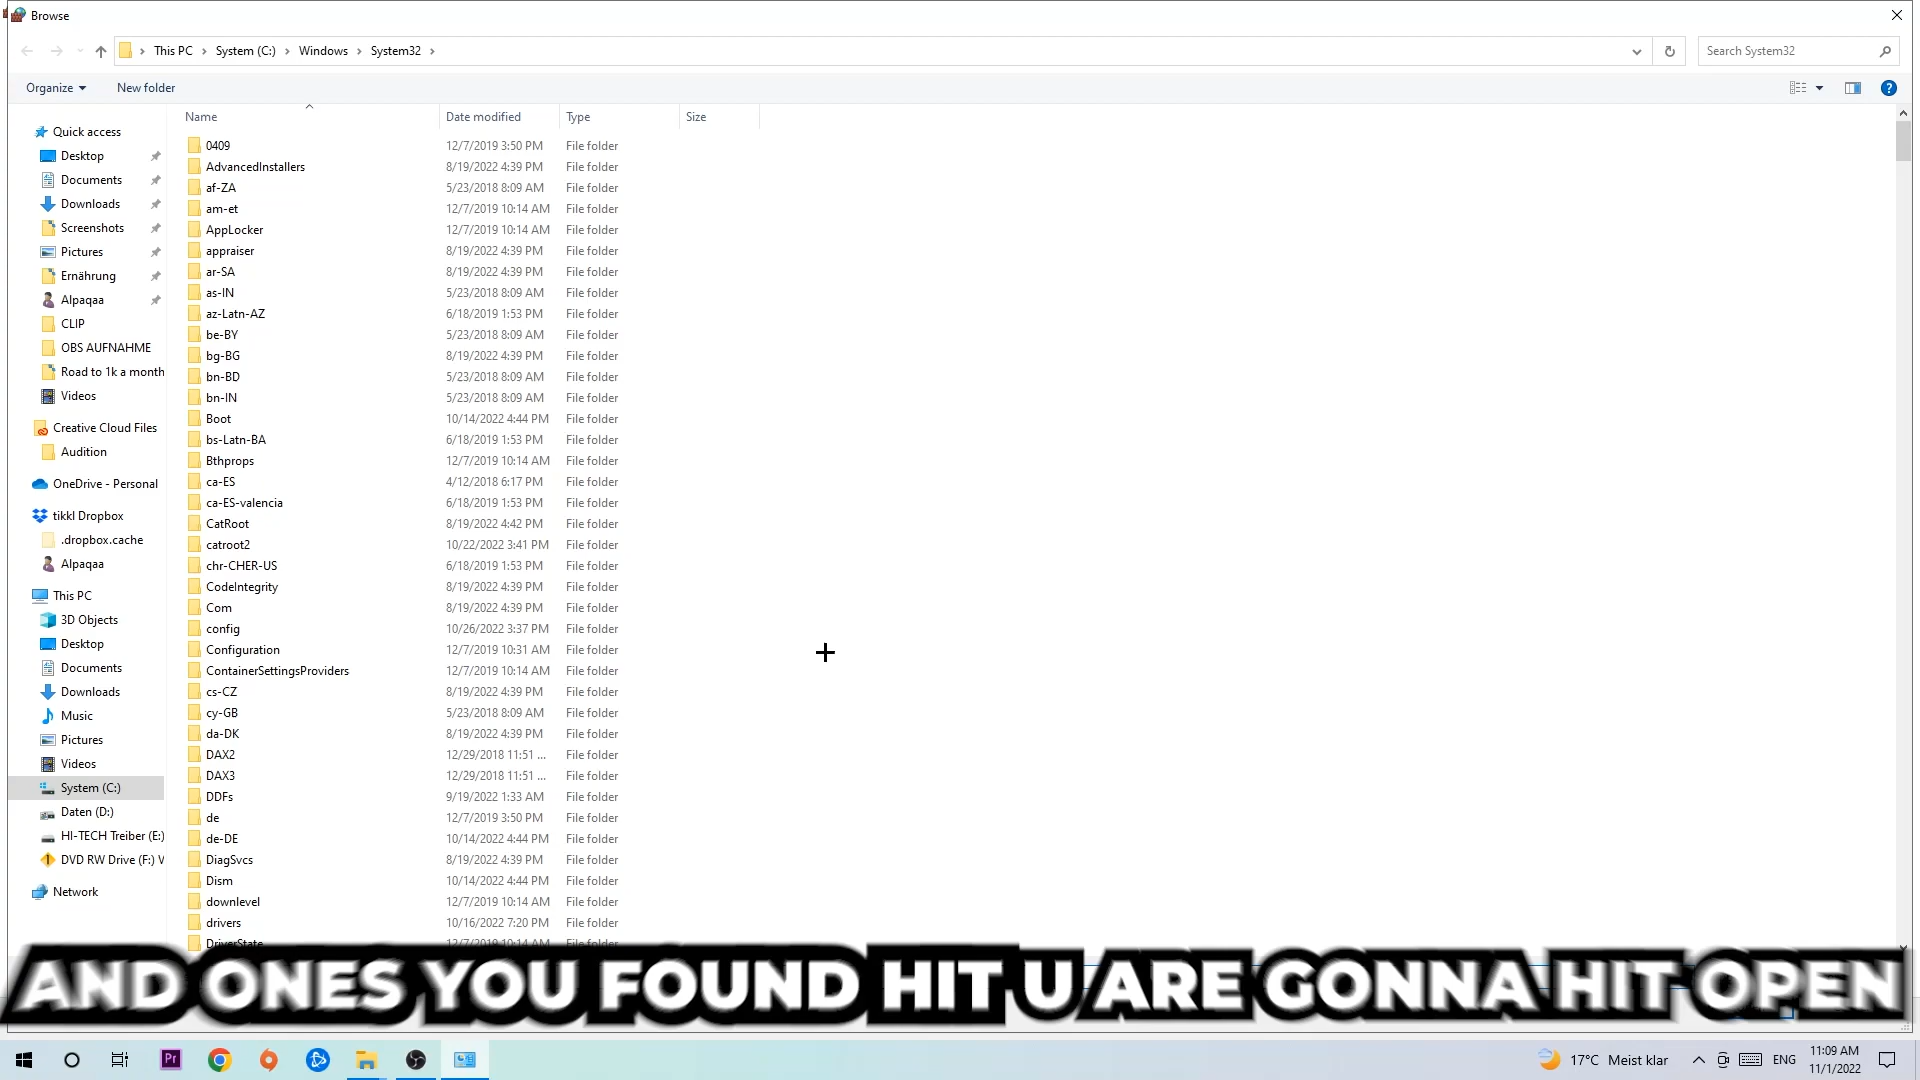 Browse
This PC > System (C:) > Windows > System32 >
Search System32
Organize
New folder
Name Date modified Type Size
Quick access
Desktop
Documents
Downloads
Screenshots
Pictures
Ernährung
Alpaqaa
CLIP
OBS AUFNAHME
Road to 1k a month
Videos
Creative Cloud Files
Audition
OneDrive - Personal
tikkl Dropbox
.dropbox.cache
Alpaqaa
This PC
3D Objects
Desktop
Documents
Downloads
Music
Pictures
Videos
System (C:)
Daten (D:)
HI-TECH Treiber (E:)
DVD RW Drive (F:) V
Network
0409 12/7/2019 3:50 PM File folder
AdvancedInstallers 8/19/2022 4:39 PM File folder
af-ZA 5/23/2018 8:09 AM File folder
am-et 12/7/2019 10:14 AM File folder
AppLocker 12/7/2019 10:14 AM File folder
appraiser 8/19/2022 4:39 PM File folder
ar-SA 8/19/2022 4:39 PM File folder
as-IN 5/23/2018 8:09 AM File folder
az-Latn-AZ 6/18/2019 1:53 PM File folder
be-BY 5/23/2018 8:09 AM File folder
bg-BG 8/19/2022 4:39 PM File folder
bn-BD 5/23/2018 8:09 AM File folder
bn-IN 5/23/2018 8:09 AM File folder
Boot 10/14/2022 4:44 PM File folder
bs-Latn-BA 6/18/2019 1:53 PM File folder
Bthprops 12/7/2019 10:14 AM File folder
ca-ES 4/12/2018 6:17 PM File folder
ca-ES-valencia 6/18/2019 1:53 PM File folder
CatRoot 8/19/2022 4:42 PM File folder
catroot2 10/22/2022 3:41 PM File folder
chr-CHER-US 6/18/2019 1:53 PM File folder
CodeIntegrity 8/19/2022 4:39 PM File folder
Com 8/19/2022 4:39 PM File folder
config 10/26/2022 3:37 PM File folder
Configuration 12/7/2019 10:31 AM File folder
ContainerSettingsProviders 12/7/2019 10:14 AM File folder
cs-CZ 8/19/2022 4:39 PM File folder
cy-GB 5/23/2018 8:09 AM File folder
da-DK 8/19/2022 4:39 PM File folder
DAX2 12/29/2018 11:51 ... File folder
DAX3 12/29/2018 11:51 ... File folder
DDFs 9/19/2022 1:33 AM File folder
de 12/7/2019 3:50 PM File folder
de-DE 10/14/2022 4:44 PM File folder
DiagSvcs 8/19/2022 4:39 PM File folder
Dism 10/14/2022 4:44 PM File folder
downlevel 12/7/2019 10:14 AM File folder
drivers 10/16/2022 7:20 PM File folder
DriverState 12/7/2019 10:14 AM File folder
AND ONES YOU FOUND HIT U ARE GONNA HIT OPEN
Pr
17°C Meist klar
ENG
11:09 AM
11/1/2022